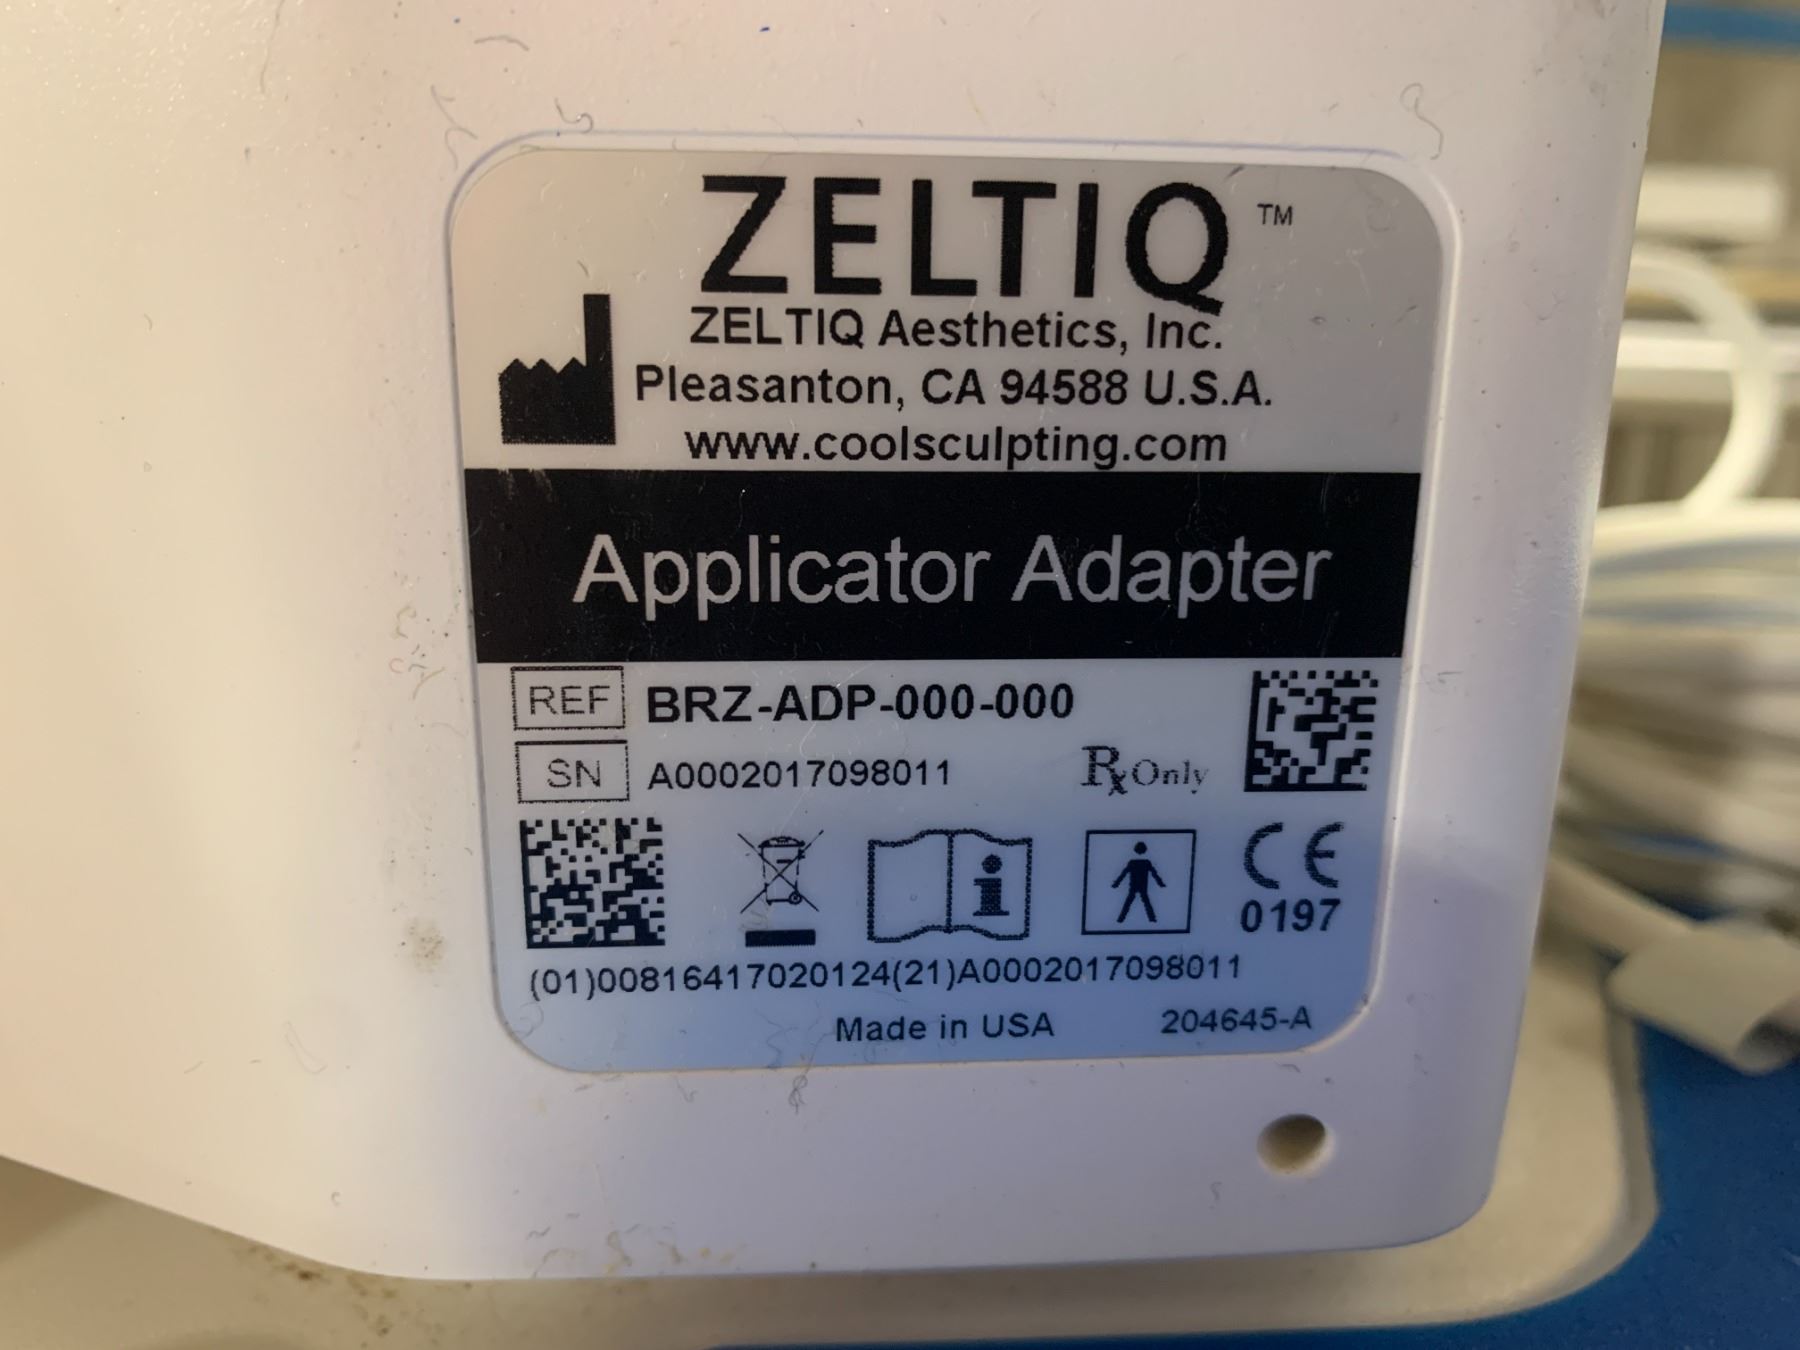 ZELTIQ™
ZELTIQ Aesthetics, Inc.
Pleasanton, CA 94588 U.S.A.
www.coolsculpting.com
Applicator Adapter
REF BRZ-ADP-000-000
SN A0002017098011 Rx Only
CE
0197
(01)00816417020124(21)A0002017098011
Made in USA 204645-A